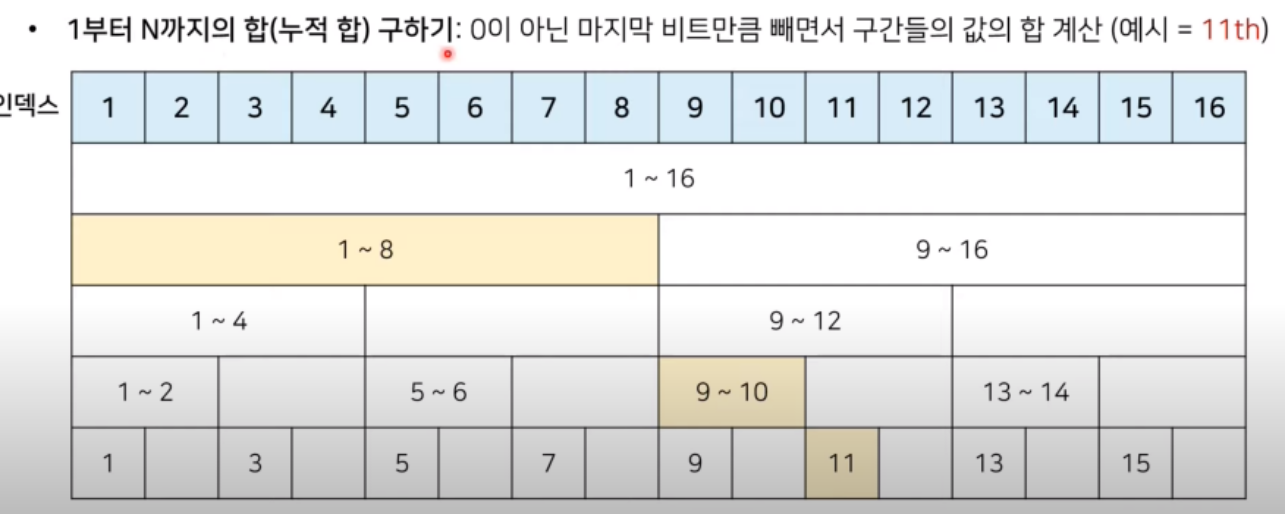 • 1부터 N까지의 합(누적 합) 구하기: 0이 아닌 마지막 비트만큼 빼면서 구간들의 값의 합 계산 (예시 = 11th)
인덱스 1 2 3 4 5 6 7 8 9 10 11 12 13 14 15 16
1 ~ 16
1 ~ 8 9 ~ 16
1 ~ 4 9 ~ 12
1 ~ 2 5 ~ 6 9 ~ 10 13 ~ 14
1 3 5 7 9 11 13 15